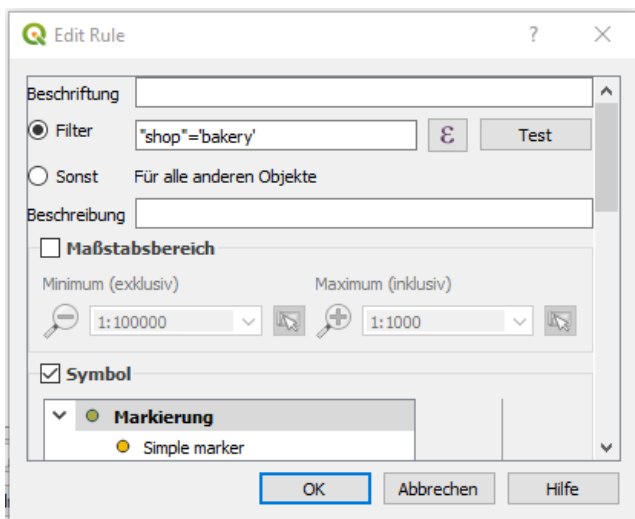 Edit Rule
Beschriftung
Filter "shop"='bakery' ε Test
Sonst Für alle anderen Objekte
Beschreibung
Maßstabsbereich
Minimum (exklusiv) Maximum (inklusiv)
1:100000 1:1000
Symbol
Markierung
Simple marker
OK Abbrechen Hilfe